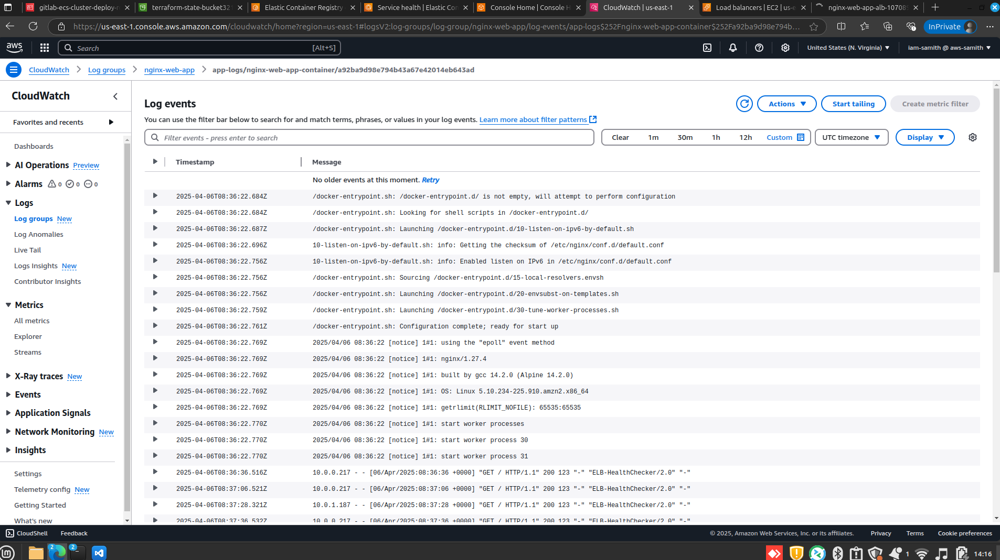 gitlab-ecs-cluster-deploy-r
terraform-state-bucket321
Elastic Container Registry -
Service health | Elastic Con
Console Home | Console H
CloudWatch | us-east-1
Load balancers | EC2 | us-e
nginx-web-app-alb-10708
https://us-east-1.console.aws.amazon.com/cloudwatch/home?region=us-east-1#logsV2:log-groups/log-group/nginx-web-app/log-events/app-logs$252Fnginx-web-app-container$252Fa92ba9d98e794b...
InPrivate
aws
Search
[Alt+S]
United States (N. Virginia)
iam-samith @ aws-samith
CloudWatch
Log groups
nginx-web-app
app-logs/nginx-web-app-container/a92ba9d98e794b43a67e42014eb643ad
CloudWatch
Favorites and recents
Dashboards
AI Operations Preview
Alarms 0 0 0
Logs
Log groups New
Log Anomalies
Live Tail
Logs Insights New
Contributor Insights
Metrics
All metrics
Explorer
Streams
X-Ray traces New
Events
Application Signals
Network Monitoring New
Insights
Settings
Telemetry config New
Getting Started
What's new
Log events
Actions
Start tailing
Create metric filter
You can use the filter bar below to search for and match terms, phrases, or values in your log events. Learn more about filter patterns
Filter events - press enter to search
Clear 1m 30m 1h 12h Custom
UTC timezone
Display
Timestamp Message
No older events at this moment. Retry
2025-04-06T08:36:22.684Z /docker-entrypoint.sh: /docker-entrypoint.d/ is not empty, will attempt to perform configuration
2025-04-06T08:36:22.684Z /docker-entrypoint.sh: Looking for shell scripts in /docker-entrypoint.d/
2025-04-06T08:36:22.687Z /docker-entrypoint.sh: Launching /docker-entrypoint.d/10-listen-on-ipv6-by-default.sh
2025-04-06T08:36:22.696Z 10-listen-on-ipv6-by-default.sh: info: Getting the checksum of /etc/nginx/conf.d/default.conf
2025-04-06T08:36:22.756Z 10-listen-on-ipv6-by-default.sh: info: Enabled listen on IPv6 in /etc/nginx/conf.d/default.conf
2025-04-06T08:36:22.756Z /docker-entrypoint.sh: Sourcing /docker-entrypoint.d/15-local-resolvers.envsh
2025-04-06T08:36:22.756Z /docker-entrypoint.sh: Launching /docker-entrypoint.d/20-envsubst-on-templates.sh
2025-04-06T08:36:22.759Z /docker-entrypoint.sh: Launching /docker-entrypoint.d/30-tune-worker-processes.sh
2025-04-06T08:36:22.761Z /docker-entrypoint.sh: Configuration complete; ready for start up
2025-04-06T08:36:22.769Z 2025/04/06 08:36:22 [notice] 1#1: using the "epoll" event method
2025-04-06T08:36:22.769Z 2025/04/06 08:36:22 [notice] 1#1: nginx/1.27.4
2025-04-06T08:36:22.769Z 2025/04/06 08:36:22 [notice] 1#1: built by gcc 14.2.0 (Alpine 14.2.0)
2025-04-06T08:36:22.769Z 2025/04/06 08:36:22 [notice] 1#1: OS: Linux 5.10.234-225.910.amzn2.x86_64
2025-04-06T08:36:22.769Z 2025/04/06 08:36:22 [notice] 1#1: getrlimit(RLIMIT_NOFILE): 65535:65535
2025-04-06T08:36:22.770Z 2025/04/06 08:36:22 [notice] 1#1: start worker processes
2025-04-06T08:36:22.770Z 2025/04/06 08:36:22 [notice] 1#1: start worker process 30
2025-04-06T08:36:22.770Z 2025/04/06 08:36:22 [notice] 1#1: start worker process 31
2025-04-06T08:36:36.516Z 10.0.0.217 - - [06/Apr/2025:08:36:36 +0000] "GET / HTTP/1.1" 200 123 "-" "ELB-HealthChecker/2.0" "-"
2025-04-06T08:37:06.521Z 10.0.0.217 - - [06/Apr/2025:08:37:06 +0000] "GET / HTTP/1.1" 200 123 "-" "ELB-HealthChecker/2.0" "-"
2025-04-06T08:37:28.321Z 10.0.1.187 - - [06/Apr/2025:08:37:28 +0000] "GET / HTTP/1.1" 200 123 "-" "ELB-HealthChecker/2.0" "-"
2025-04-06T08:37:36.532Z 10.0.0.217 - - [06/Apr/2025:08:37:36 +0000] "GET / HTTP/1.1" 200 123 "-" "ELB-HealthChecker/2.0" "-"
CloudShell Feedback
© 2025, Amazon Web Services, Inc. or its affiliates. Privacy Terms Cookie preferences
2
2
1
14:16